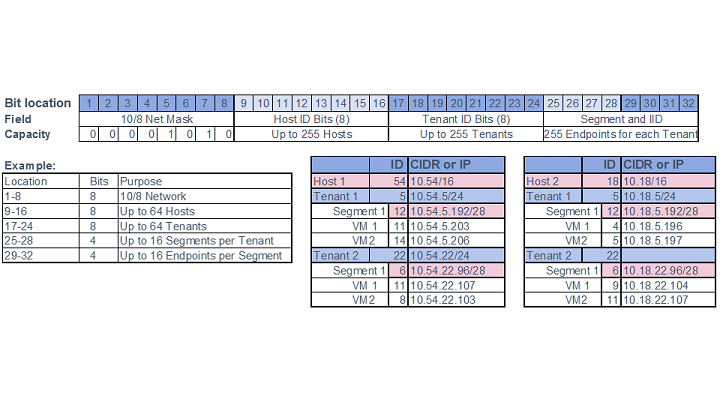 Bit location 1 2 3 4 5 6 7 8 9 10 11 12 13 14 15 16 17 18 19 20 21 22 23 24 25 26 27 28 29 30 31 32
Field 10/8 Net Mask Host ID Bits (8) Tenant ID Bits (8) Segment and IID
Capacity 0 0 0 0 1 0 1 0 Up to 255 Hosts Up to 255 Tenants 255 Endpoints for each Tenant
Example:
Location Bits Purpose
1-8 8 10/8 Network
9-16 8 Up to 64 Hosts
17-24 8 Up to 64 Tenants
25-28 4 Up to 16 Segments per Tenant
29-32 4 Up to 16 Endpoints per Segment
ID CIDR or IP
Host 1 54 10.54/16
Tenant 1 5 10.54.5/24
Segment 1 12 10.54.5.192/28
VM 1 11 10.54.5.203
VM2 14 10.54.5.206
Tenant 2 22 10.54.22/24
Segment 1 6 10.54.22.96/28
VM 1 11 10.54.22.107
VM2 8 10.54.22.103
ID CIDR or IP
Host 2 18 10.18/16
Tenant 1 5 10.18.5/24
Segment 1 12 10.18.5.192/28
VM 1 4 10.18.5.196
VM2 5 10.18.5.197
Tenant 2 22
Segment 1 6 10.18.22.96/28
VM 1 9 10.18.22.104
VM2 11 10.18.22.107